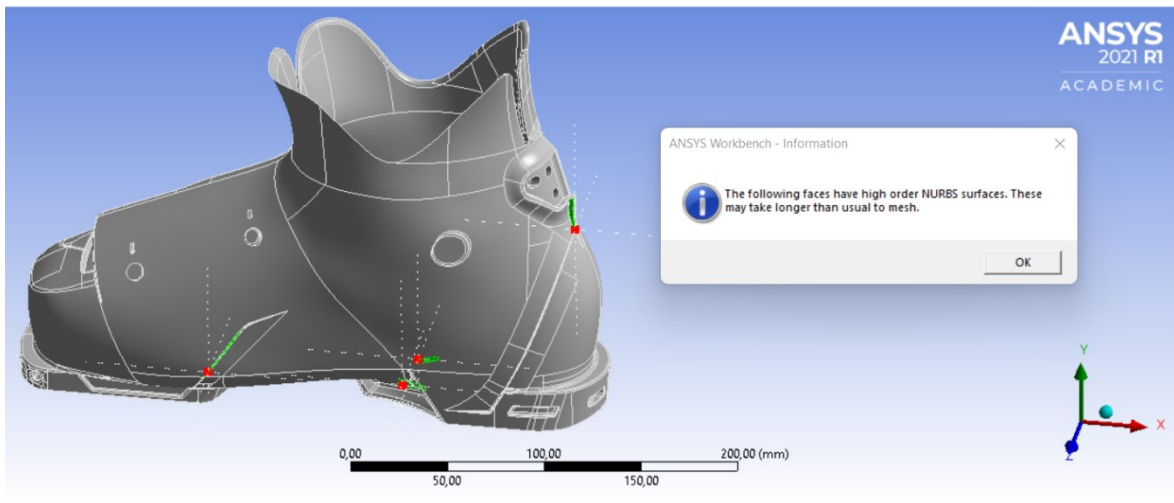 ANSYS
2021 R1
ACADEMIC
ANSYS Workbench - Information
The following faces have high order NURBS surfaces. These
may take longer than usual to mesh.
OK
Y
X
Z
0,00 100,00 200,00 (mm)
50,00 150,00